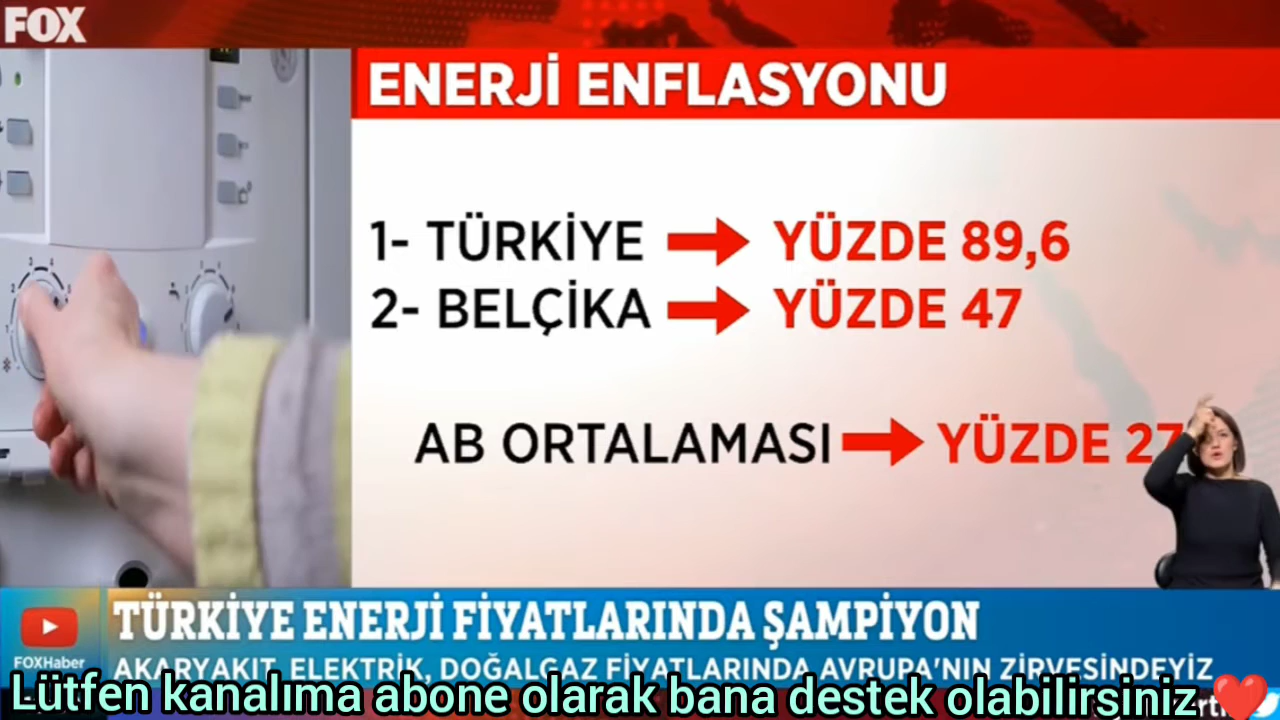 FOX
ENERJİ ENFLASYONU
1- TÜRKİYE YÜZDE 89,6
2- BELÇİKA YÜZDE 47
AB ORTALAMASI YÜZDE 27
TÜRKİYE ENERJİ FİYATLARINDA ŞAMPİYON
FOXHaber
AKARYAKIT, ELEKTRİK, DOĞALGAZ FİYATLARINDA AVRUPA'NIN ZİRVESİNDEYİZ
Lütfen kanalıma abone olarak bana destek olabilirsiniz ❤️